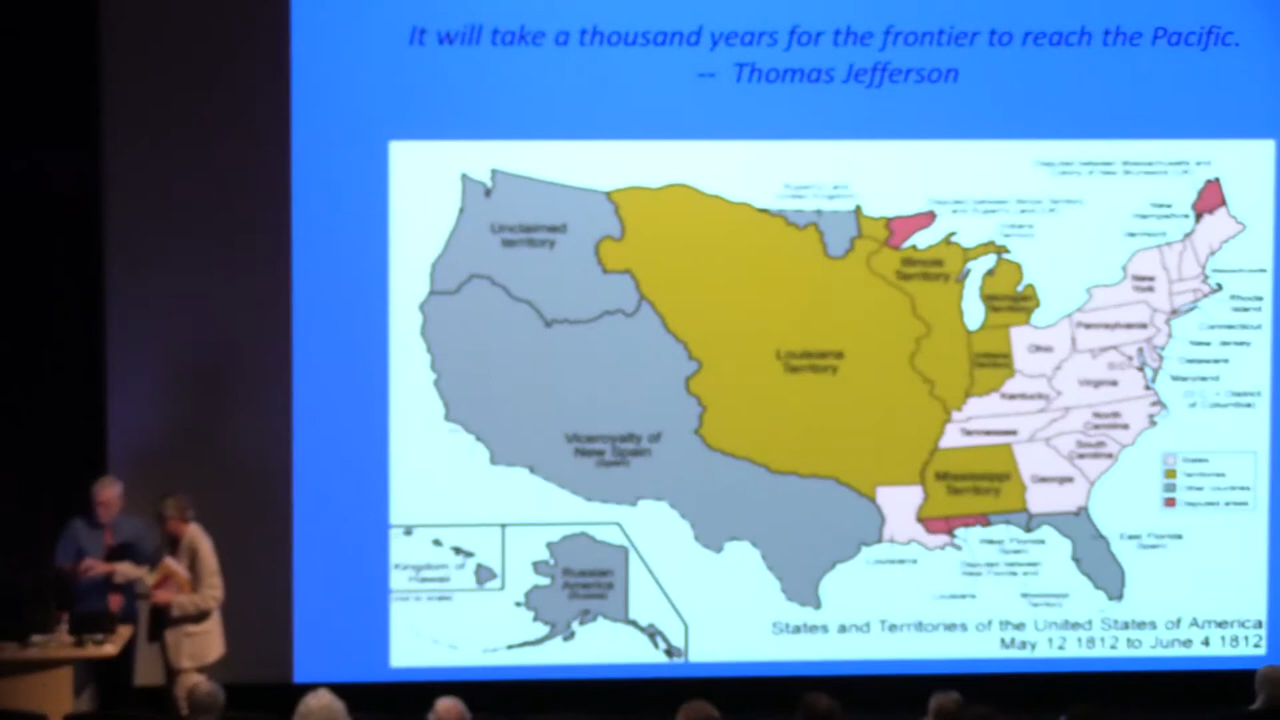 It will take a thousand years for the frontier to reach the Pacific.
-- Thomas Jefferson
Unclaimed
territory
Illinois
Territory
Michigan
Territory
New
York
Pennsylvania
Ohio
Louisiana
Territory
Indiana
Territory
Virginia
Kentucky
North
Carolina
Tennessee
South
Carolina
Viceroyalty of
New Spain
(Spain)
Mississippi
Territory
Georgia
New
Hampshire
Vermont
Massachusetts
Rhode
Island
Connecticut
New Jersey
Delaware
Maryland
States
Territories
Other countries
Disputed areas
West Florida
(Spain)
East Florida
(Spain)
Louisiana
Kingdom of
Hawaii
Russian
America
(Russia)
States and Territories of the United States of America
May 12 1812 to June 4 1812